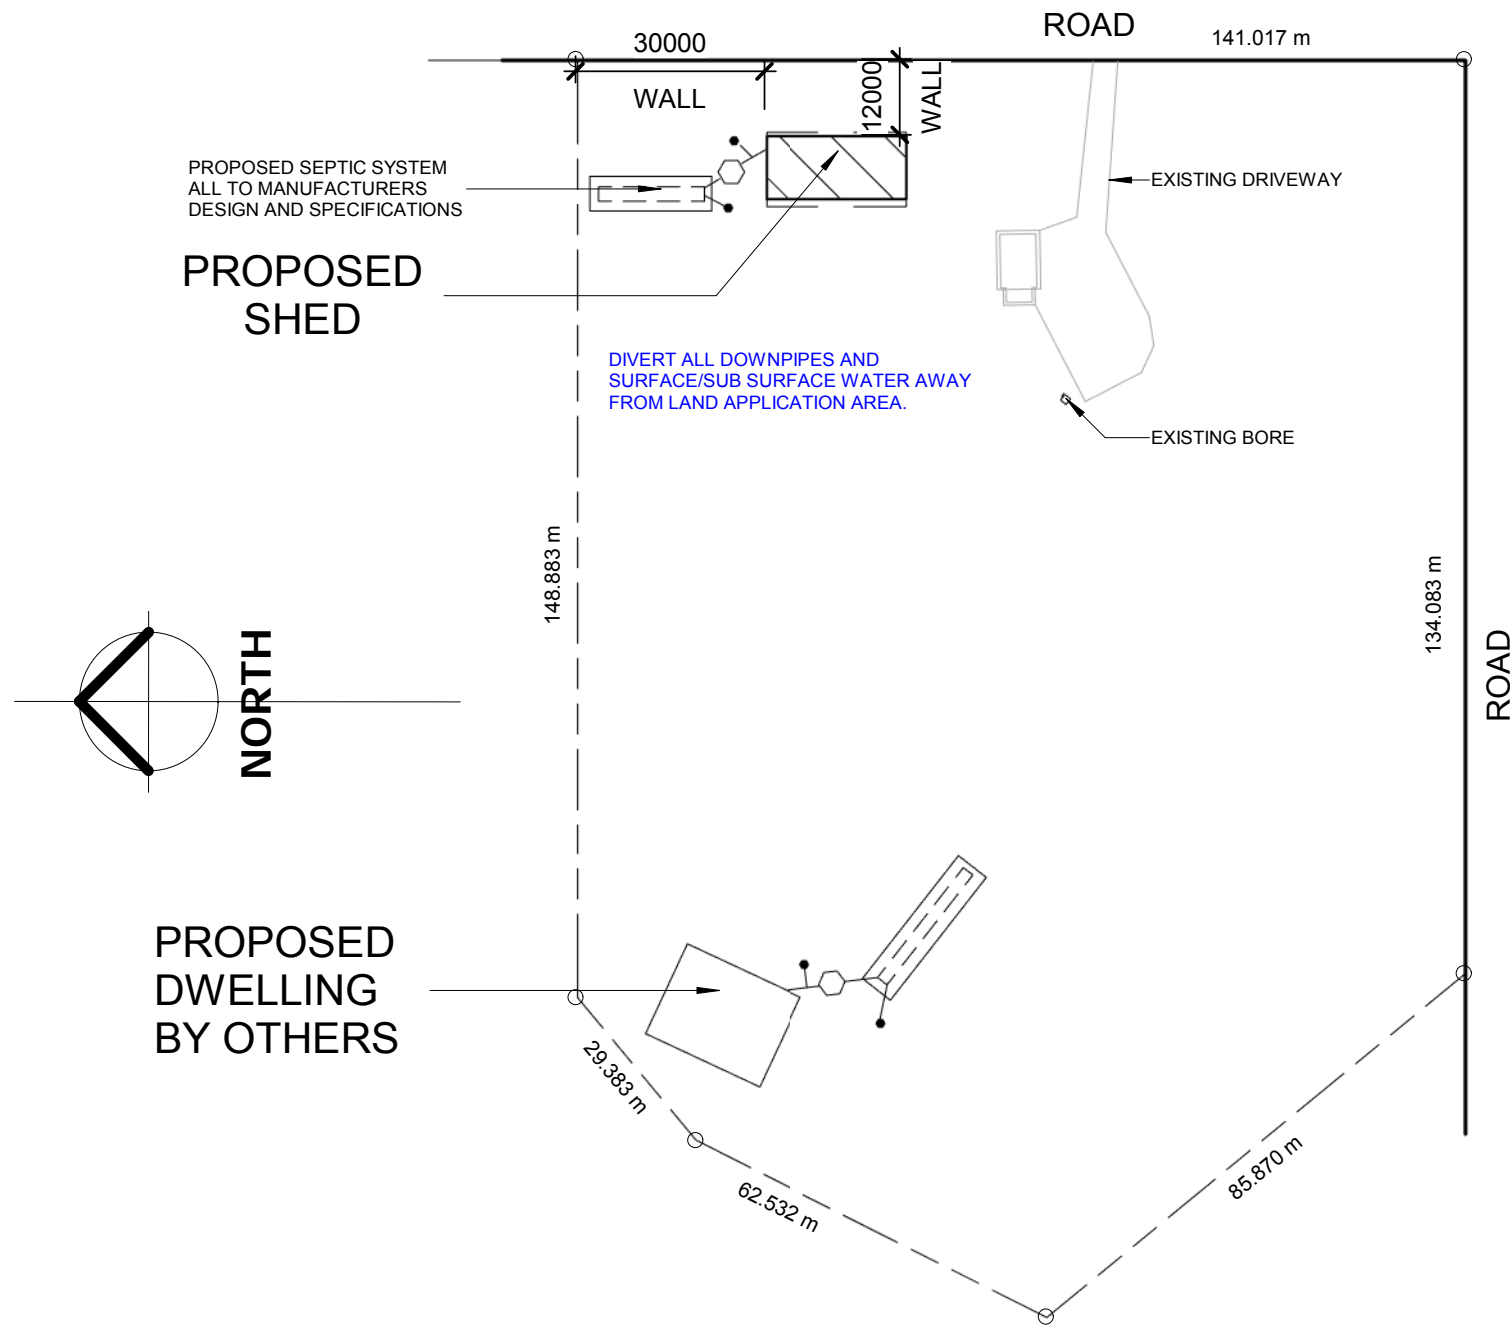 ROAD
141.017 m
30000
WALL
12000
WALL
PROPOSED SEPTIC SYSTEM
ALL TO MANUFACTURERS
DESIGN AND SPECIFICATIONS
EXISTING DRIVEWAY
PROPOSED
SHED
DIVERT ALL DOWNPIPES AND
SURFACE/SUB SURFACE WATER AWAY
FROM LAND APPLICATION AREA.
EXISTING BORE
148.883 m
134.083 m
ROAD
NORTH
PROPOSED
DWELLING
BY OTHERS
29.383 m
62.532 m
85.870 m